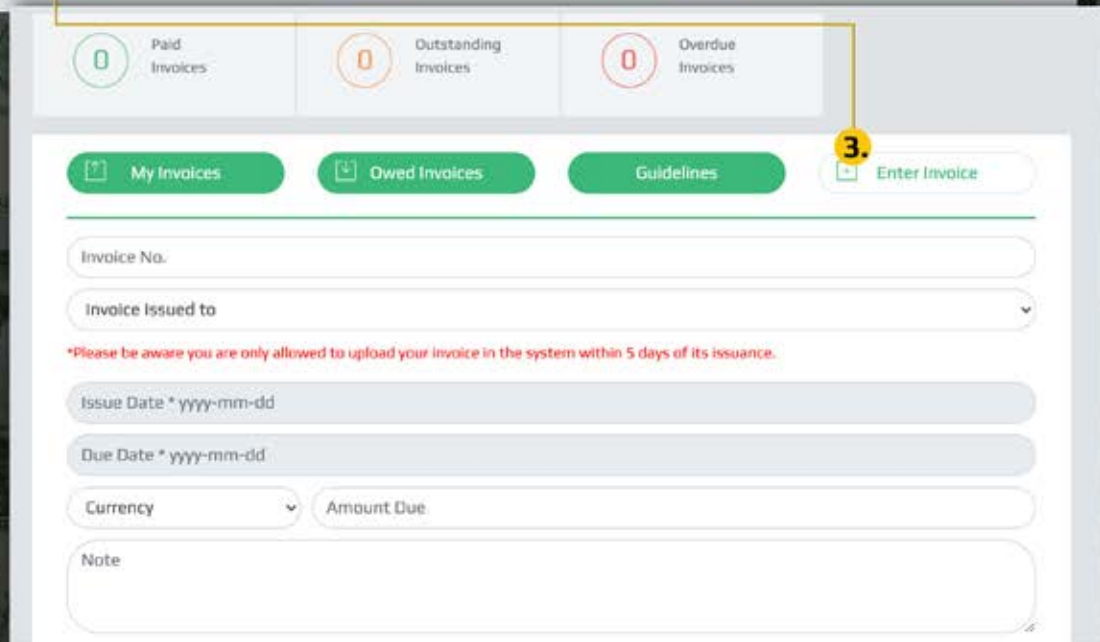 0
Paid
Invoices
0
Outstanding
Invoices
0
Overdue
Invoices
3.
My Invoices
Owed Invoices
Guidelines
Enter Invoice
Invoice No.
Invoice Issued to
*Please be aware you are only allowed to upload your invoice in the system within 5 days of its issuance.
Issue Date * yyyy-mm-dd
Due Date * yyyy-mm-dd
Currency
Amount Due
Note